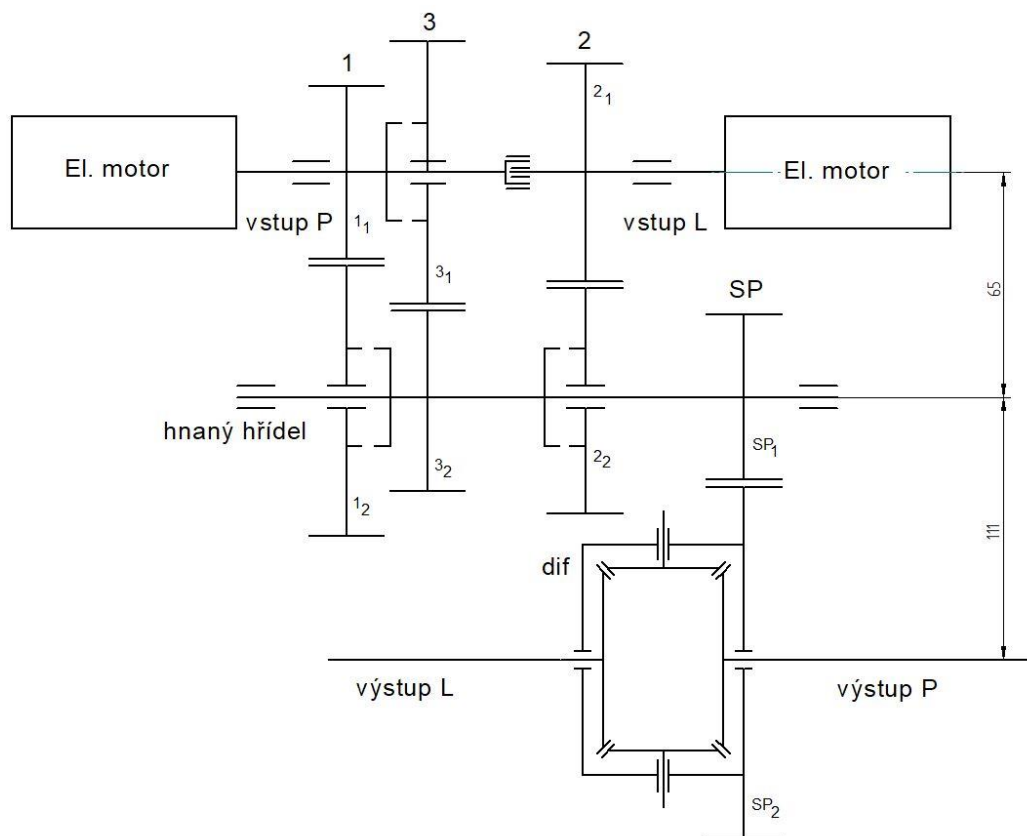 3
1
2
2₁
El. motor
El. motor
vstup P
vstup L
1₁
3₁
65
SP
hnaný hřídel
SP₁
3₂
2₂
1₂
111
dif
výstup L
výstup P
SP₂